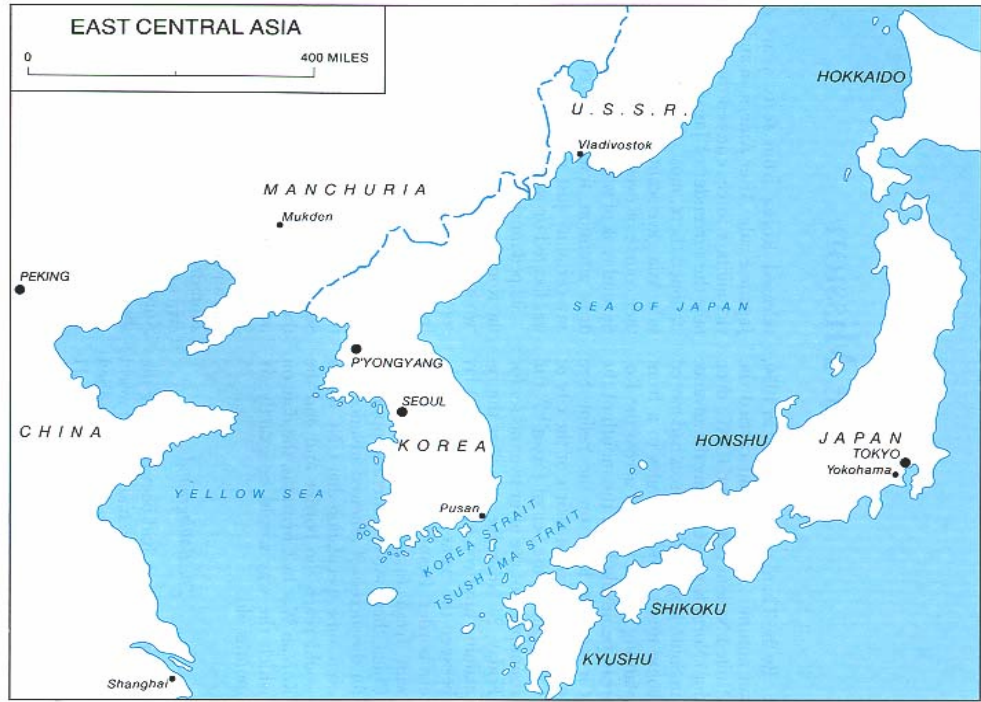 EAST CENTRAL ASIA
0 400 MILES
HOKKAIDO
U.S.S.R.
Vladivostok
MANCHURIA
Mukden
PEKING
SEA OF JAPAN
P'YONGYANG
SEOUL
CHINA
KOREA
HONSHU
JAPAN
TOKYO
Yokohama
YELLOW SEA
Pusan
KOREA STRAIT
TSUSHIMA STRAIT
SHIKOKU
KYUSHU
Shanghai